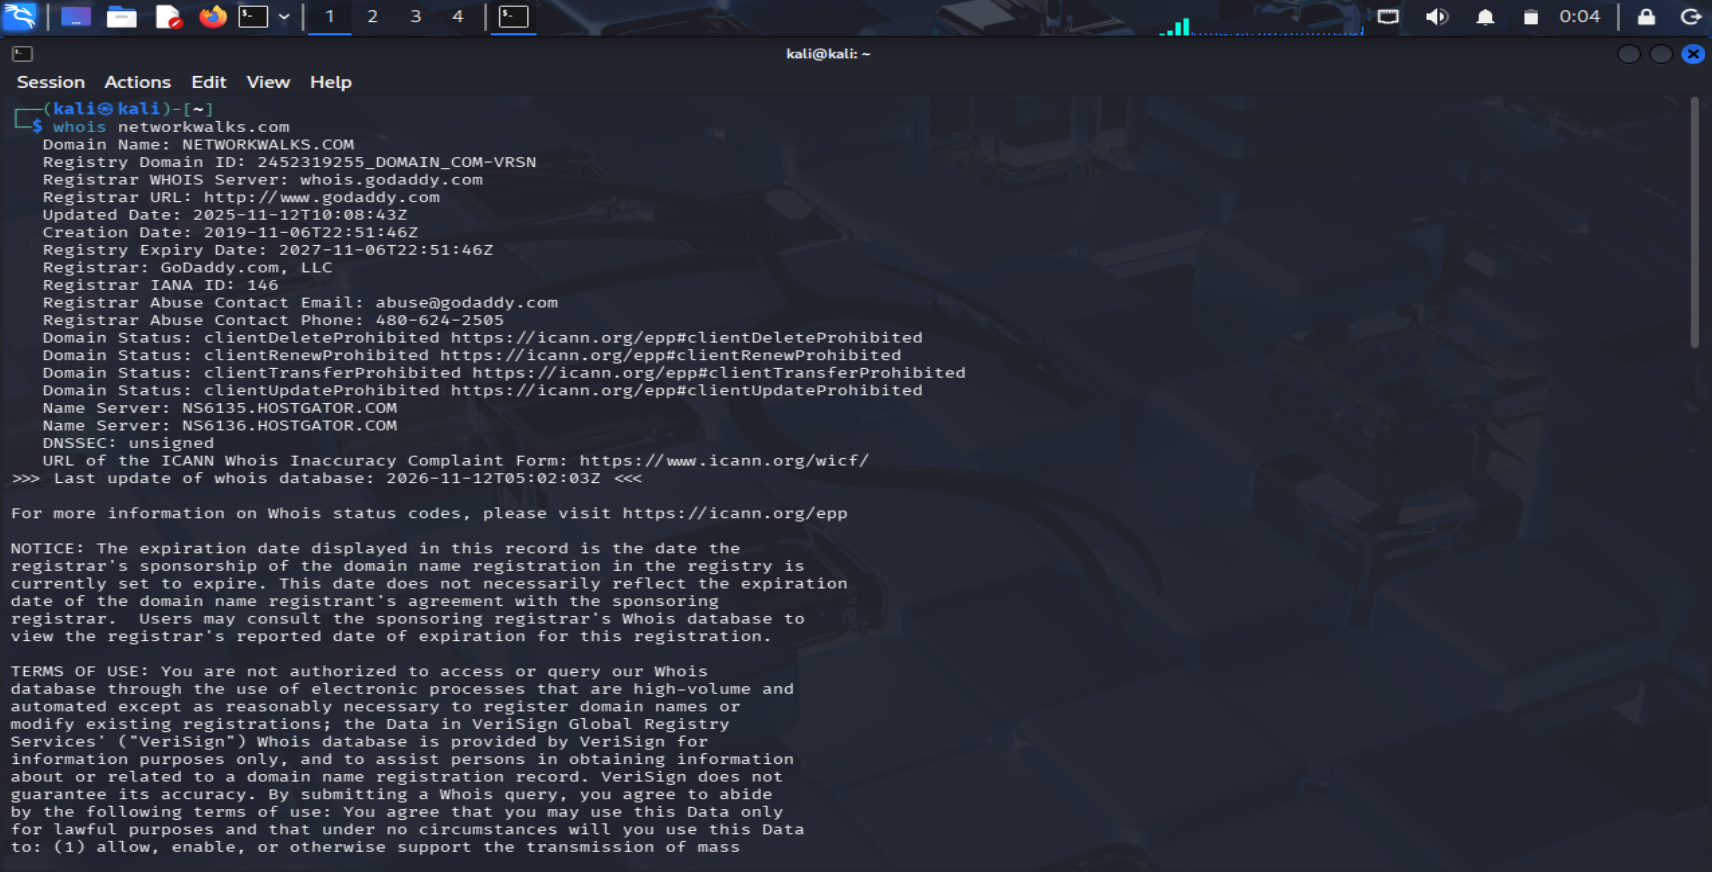 1 2 3 4 0:04
kali@kali: ~
Session Actions Edit View Help
(kali㉿kali)-[~]
$ whois networkwalks.com
Domain Name: NETWORKWALKS.COM
Registry Domain ID: 2452319255_DOMAIN_COM-VRSN
Registrar WHOIS Server: whois.godaddy.com
Registrar URL: http://www.godaddy.com
Updated Date: 2025-11-12T10:08:43Z
Creation Date: 2019-11-06T22:51:46Z
Registry Expiry Date: 2027-11-06T22:51:46Z
Registrar: GoDaddy.com, LLC
Registrar IANA ID: 146
Registrar Abuse Contact Email: abuse@godaddy.com
Registrar Abuse Contact Phone: 480-624-2505
Domain Status: clientDeleteProhibited https://icann.org/epp#clientDeleteProhibited
Domain Status: clientRenewProhibited https://icann.org/epp#clientRenewProhibited
Domain Status: clientTransferProhibited https://icann.org/epp#clientTransferProhibited
Domain Status: clientUpdateProhibited https://icann.org/epp#clientUpdateProhibited
Name Server: NS6135.HOSTGATOR.COM
Name Server: NS6136.HOSTGATOR.COM
DNSSEC: unsigned
URL of the ICANN Whois Inaccuracy Complaint Form: https://www.icann.org/wicf/
>>> Last update of whois database: 2026-11-12T05:02:03Z <<<
For more information on Whois status codes, please visit https://icann.org/epp
NOTICE: The expiration date displayed in this record is the date the
registrar's sponsorship of the domain name registration in the registry is
currently set to expire. This date does not necessarily reflect the expiration
date of the domain name registrant's agreement with the sponsoring
registrar.  Users may consult the sponsoring registrar's Whois database to
view the registrar's reported date of expiration for this registration.
TERMS OF USE: You are not authorized to access or query our Whois
database through the use of electronic processes that are high-volume and
automated except as reasonably necessary to register domain names or
modify existing registrations; the Data in VeriSign Global Registry
Services' ("VeriSign") Whois database is provided by VeriSign for
information purposes only, and to assist persons in obtaining information
about or related to a domain name registration record. VeriSign does not
guarantee its accuracy. By submitting a Whois query, you agree to abide
by the following terms of use: You agree that you may use this Data only
for lawful purposes and that under no circumstances will you use this Data
to: (1) allow, enable, or otherwise support the transmission of mass